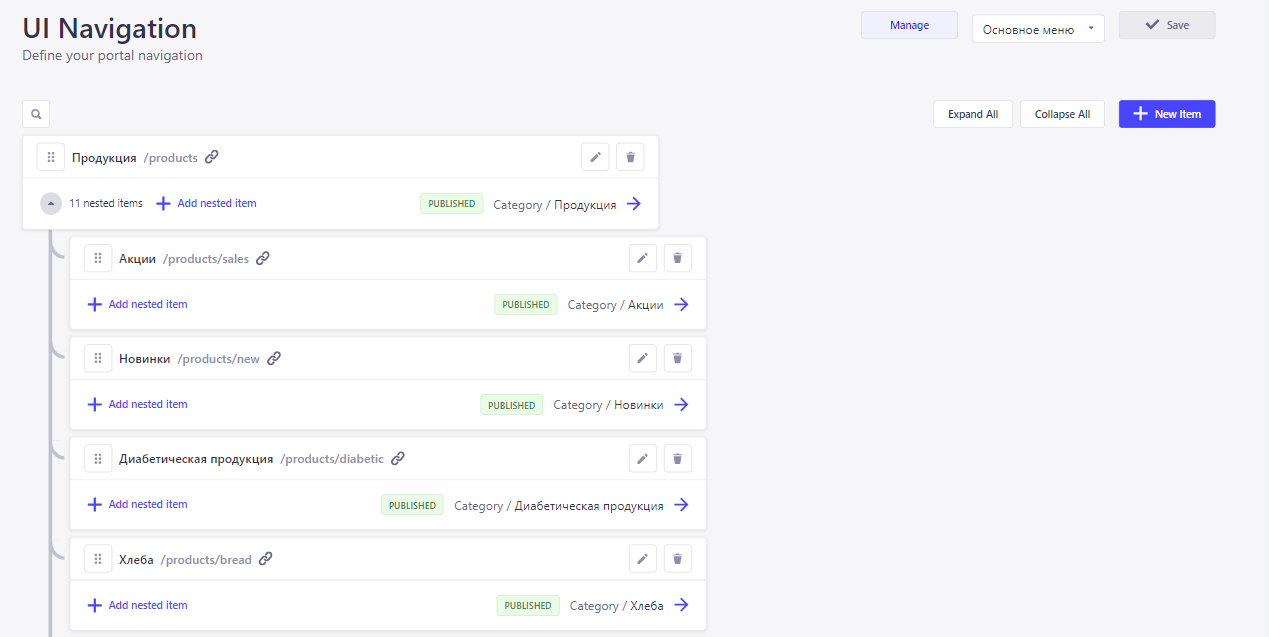 UI Navigation
Define your portal navigation
Manage
Основное меню
Save
Expand All
Collapse All
New Item
Продукция /products
11 nested items Add nested item PUBLISHED Category / Продукция
Акции /products/sales
Add nested item PUBLISHED Category / Акции
Новинки /products/new
Add nested item PUBLISHED Category / Новинки
Диабетическая продукция /products/diabetic
Add nested item PUBLISHED Category / Диабетическая продукция
Хлеба /products/bread
Add nested item PUBLISHED Category / Хлеба